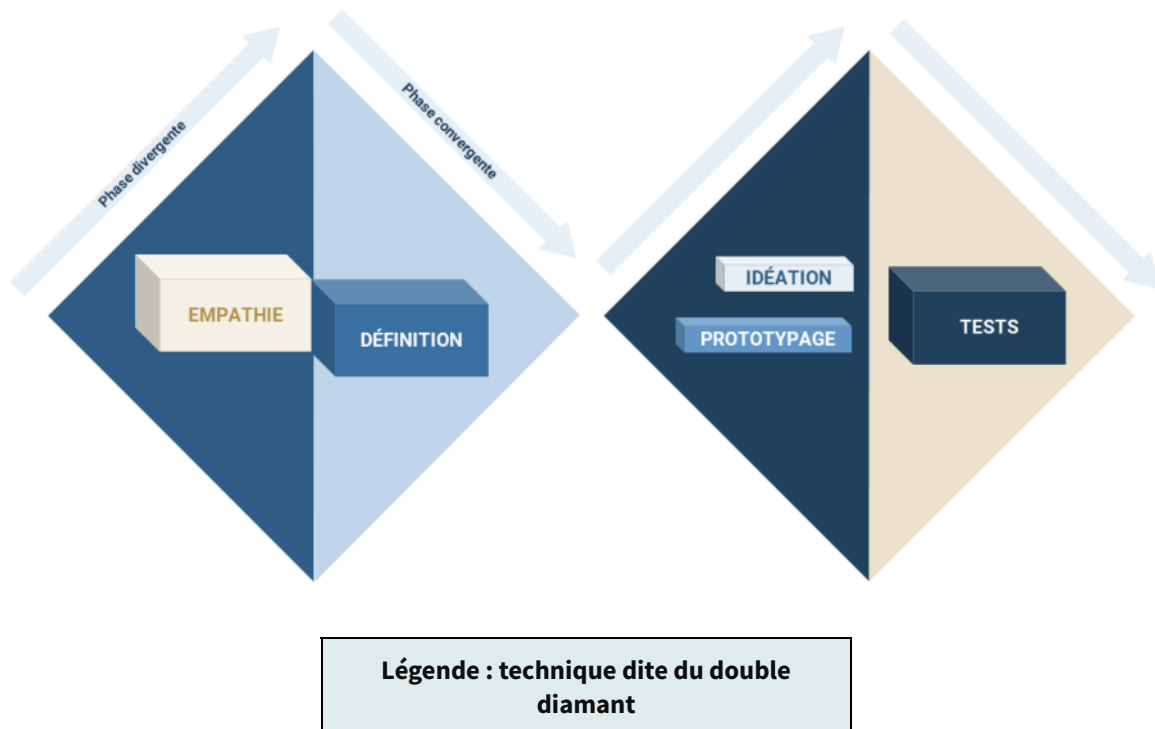 Phase divergente
Phase convergente
EMPATHIE
DÉFINITION
IDÉATION
PROTOTYPAGE
TESTS
Légende : technique dite du double
diamant